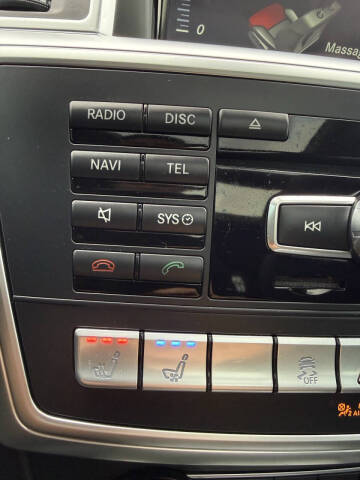 0
Massag
RADIO DISC
NAVI TEL
SYS
OFF